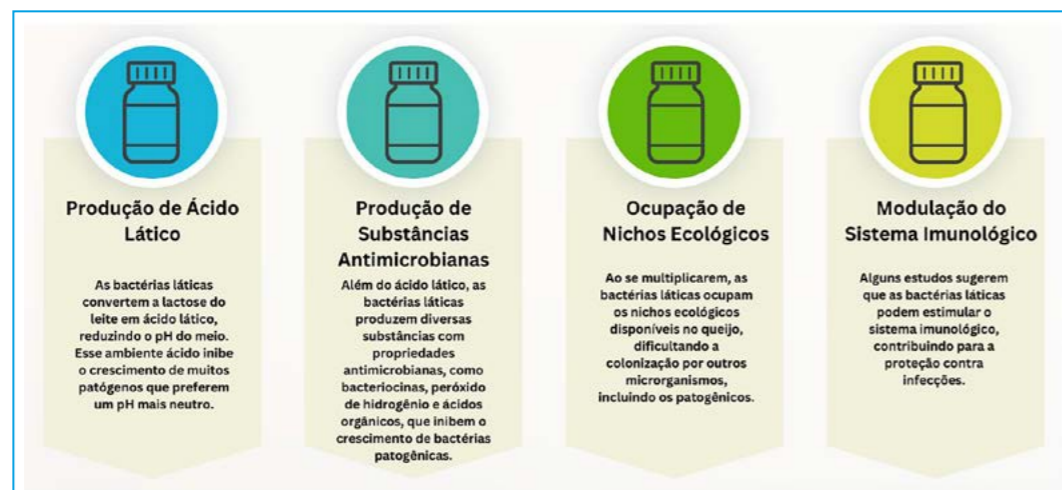 Produção de Ácido
Lático
As bactérias láticas
convertem a lactose do
leite em ácido lático,
reduzindo o pH do meio.
Esse ambiente ácido inibe
o crescimento de muitos
patógenos que preferem
um pH mais neutro.
Produção de
Substâncias
Antimicrobianas
Além do ácido lático, as
bactérias láticas
produzem diversas
substâncias com
propriedades
antimicrobianas, como
bacteriocinas, peróxido
de hidrogênio e ácidos
orgânicos, que inibem o
crescimento de bactérias
patogênicas.
Ocupação de
Nichos Ecológicos
Ao se multiplicarem, as
bactérias láticas ocupam
os nichos ecológicos
disponíveis no queijo,
dificultando a
colonização por outros
microrganismos,
incluindo os patogênicos.
Modulação do
Sistema Imunológico
Alguns estudos sugerem
que as bactérias láticas
podem estimular o
sistema imunológico,
contribuindo para a
proteção contra
infecções.